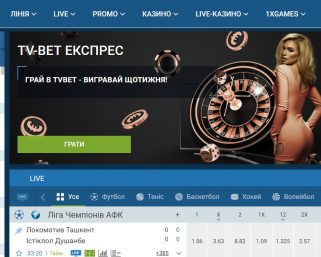 ЛІНІЯ LIVE PROMO КАЗИНО LIVE-КАЗИНО 1XGAMES
TV-BET ЕКСПРЕС
ГРАЙ В TVBET - ВИГРАВАЙ ЩОТИЖНЯ!
ГРАТИ
LIVE
Усе Футбол Теніс Баскетбол Хокей Волейбол
Ліга Чемпіонів АФК + 1 X 2 1X 12 2X
Локомотив Ташкент 0 0
Істіклол Душанбе 0 0
1.56 3.63 8.82 1.09 1.325 2.57
33:20 1 Тайм +385